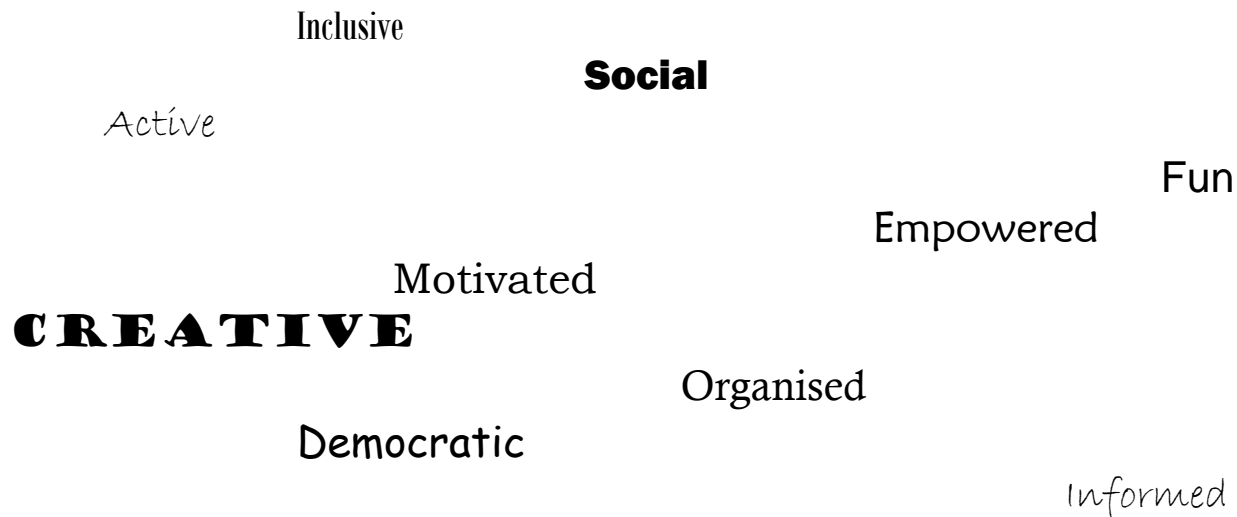 Inclusive
Social
Active
Fun
Empowered
Motivated
CREATIVE
Organised
Democratic
Informed